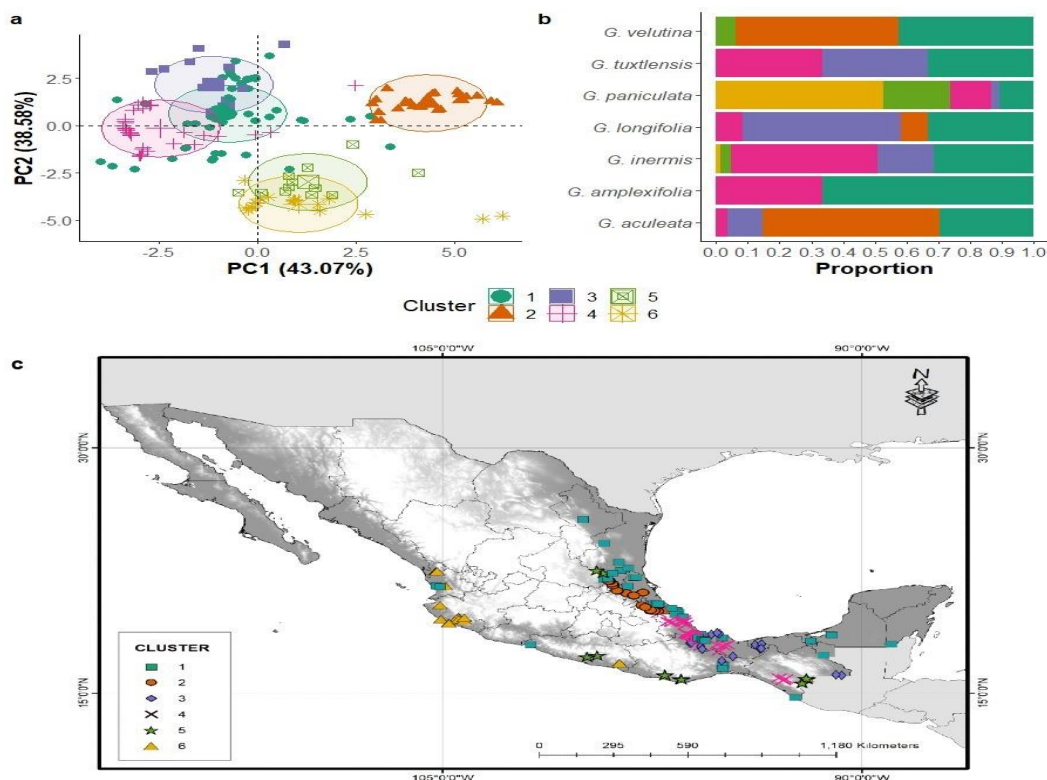 a
PC2 (38.58%)
2.5
0.0
-2.5
-5.0
-2.5
0.0
2.5
5.0
PC1 (43.07%)
b
G. velutina
G. tuxtlensis
G. paniculata
G. longifolia
G. inermis
G. amplexifolia
G. aculeata
0.0 0.1 0.2 0.3 0.4 0.5 0.6 0.7 0.8 0.9 1.0
Proportion
Cluster
1 3 5
2 4 6
c
105°0'0"W
90°0'0"W
N
30°0'0"N
30°0'0"N
15°0'0"N
15°0'0"N
CLUSTER
1
2
3
4
5
6
0 295 590 1,180 Kilometers
105°0'0"W
90°0'0"W